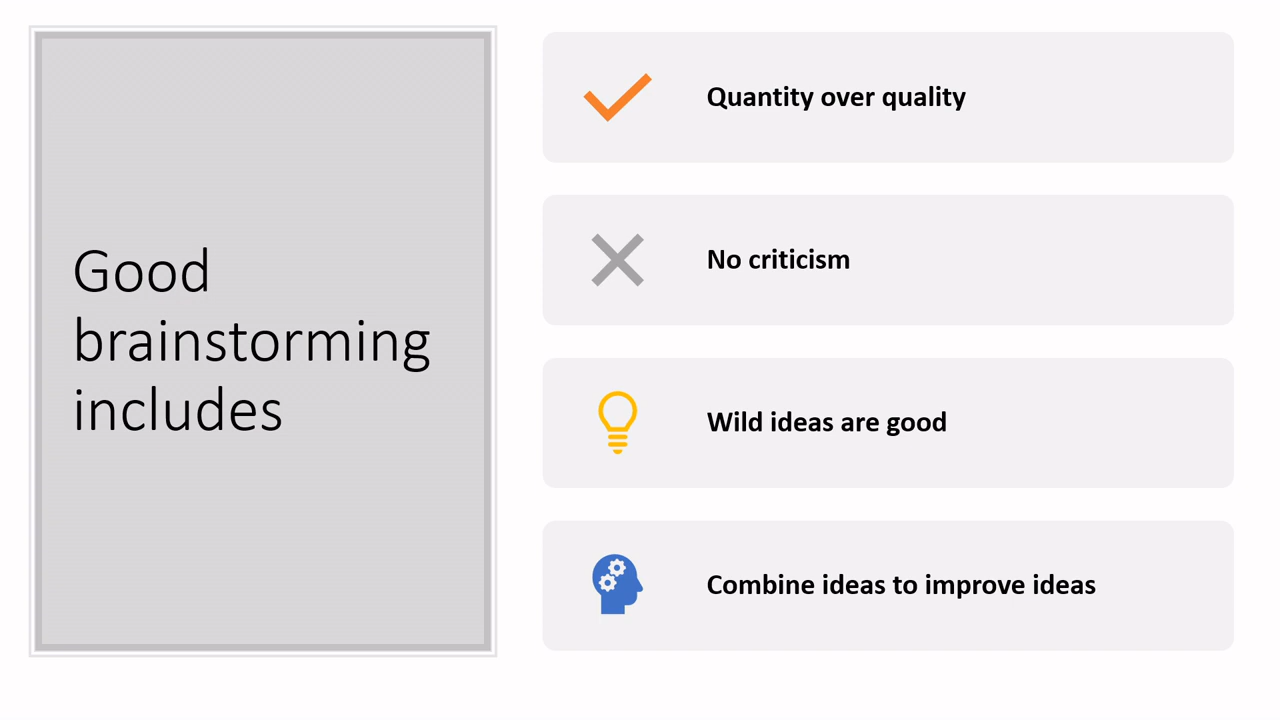 Good
brainstorming
includes
Quantity over quality
No criticism
Wild ideas are good
Combine ideas to improve ideas